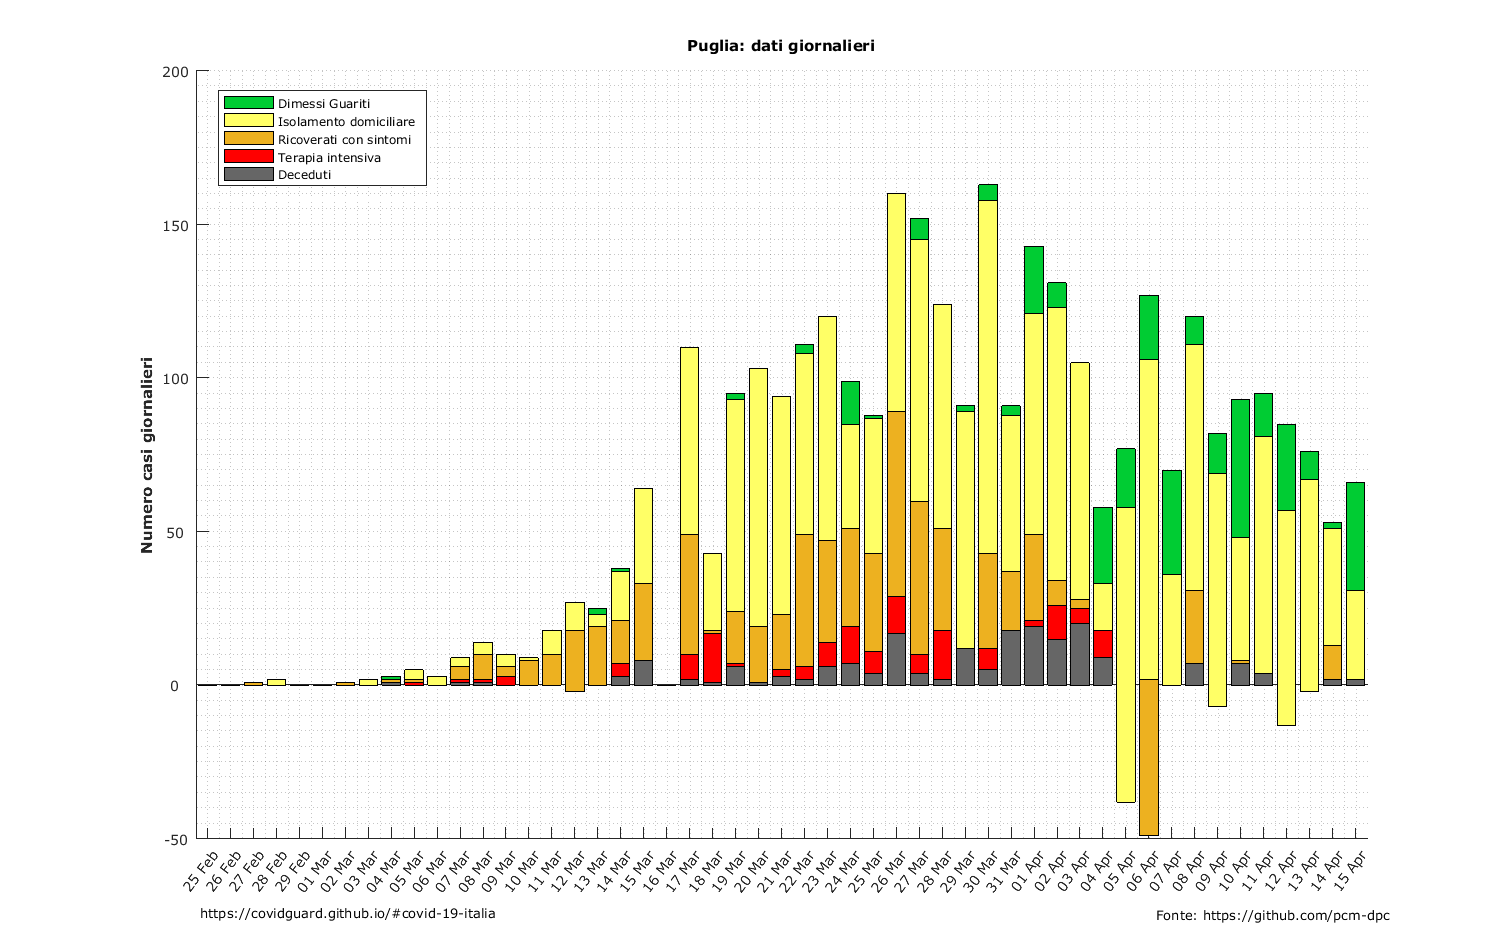 Puglia: dati giornalieri
200
150
100
50
0
-50
Numero casi giornalieri
Dimessi Guariti
Isolamento domiciliare
Ricoverati con sintomi
Terapia intensiva
Deceduti
25 Feb
26 Feb
27 Feb
28 Feb
29 Feb
01 Mar
02 Mar
03 Mar
04 Mar
05 Mar
06 Mar
07 Mar
08 Mar
09 Mar
10 Mar
11 Mar
12 Mar
13 Mar
14 Mar
15 Mar
16 Mar
17 Mar
18 Mar
19 Mar
20 Mar
21 Mar
22 Mar
23 Mar
24 Mar
25 Mar
26 Mar
27 Mar
28 Mar
29 Mar
30 Mar
31 Mar
01 Apr
02 Apr
03 Apr
04 Apr
05 Apr
06 Apr
07 Apr
08 Apr
09 Apr
10 Apr
11 Apr
12 Apr
13 Apr
14 Apr
15 Apr
https://covidguard.github.io/#covid-19-italia
Fonte: https://github.com/pcm-dpc